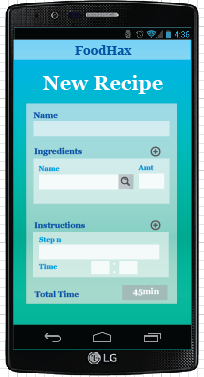 4:36
FoodHax
New Recipe
Name
Ingredients
Name Amt
Instructions
Step n
Time :
Total Time 45min
LG